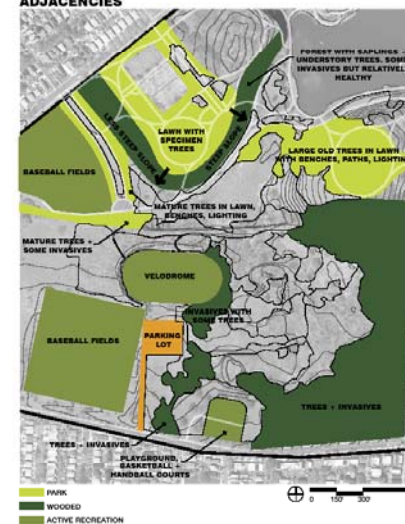 ADJACENCIES
FOREST WITH SAPLINGS -
UNDERSTORY TREES. SOME
INVASIVES BUT RELATIVELY
HEALTHY
LESS STEEP SLOPE
LAWN WITH
SPECIMEN
TREES
STEEP SLOPE
LARGE OLD TREES IN LAWN
WITH BENCHES, PATHS, LIGHTING
BASEBALL FIELDS
MATURE TREES IN LAWN,
BENCHES, LIGHTING
MATURE TREES +
SOME INVASIVES
VELODROME
INVASIVES WITH
SOME TREES
BASEBALL FIELDS
PARKING
LOT
TREES + INVASIVES
TREES + INVASIVES
PLAYGROUND,
BASKETBALL +
HANDBALL COURTS
PARK
WOODED
ACTIVE RECREATION
0 150' 300'